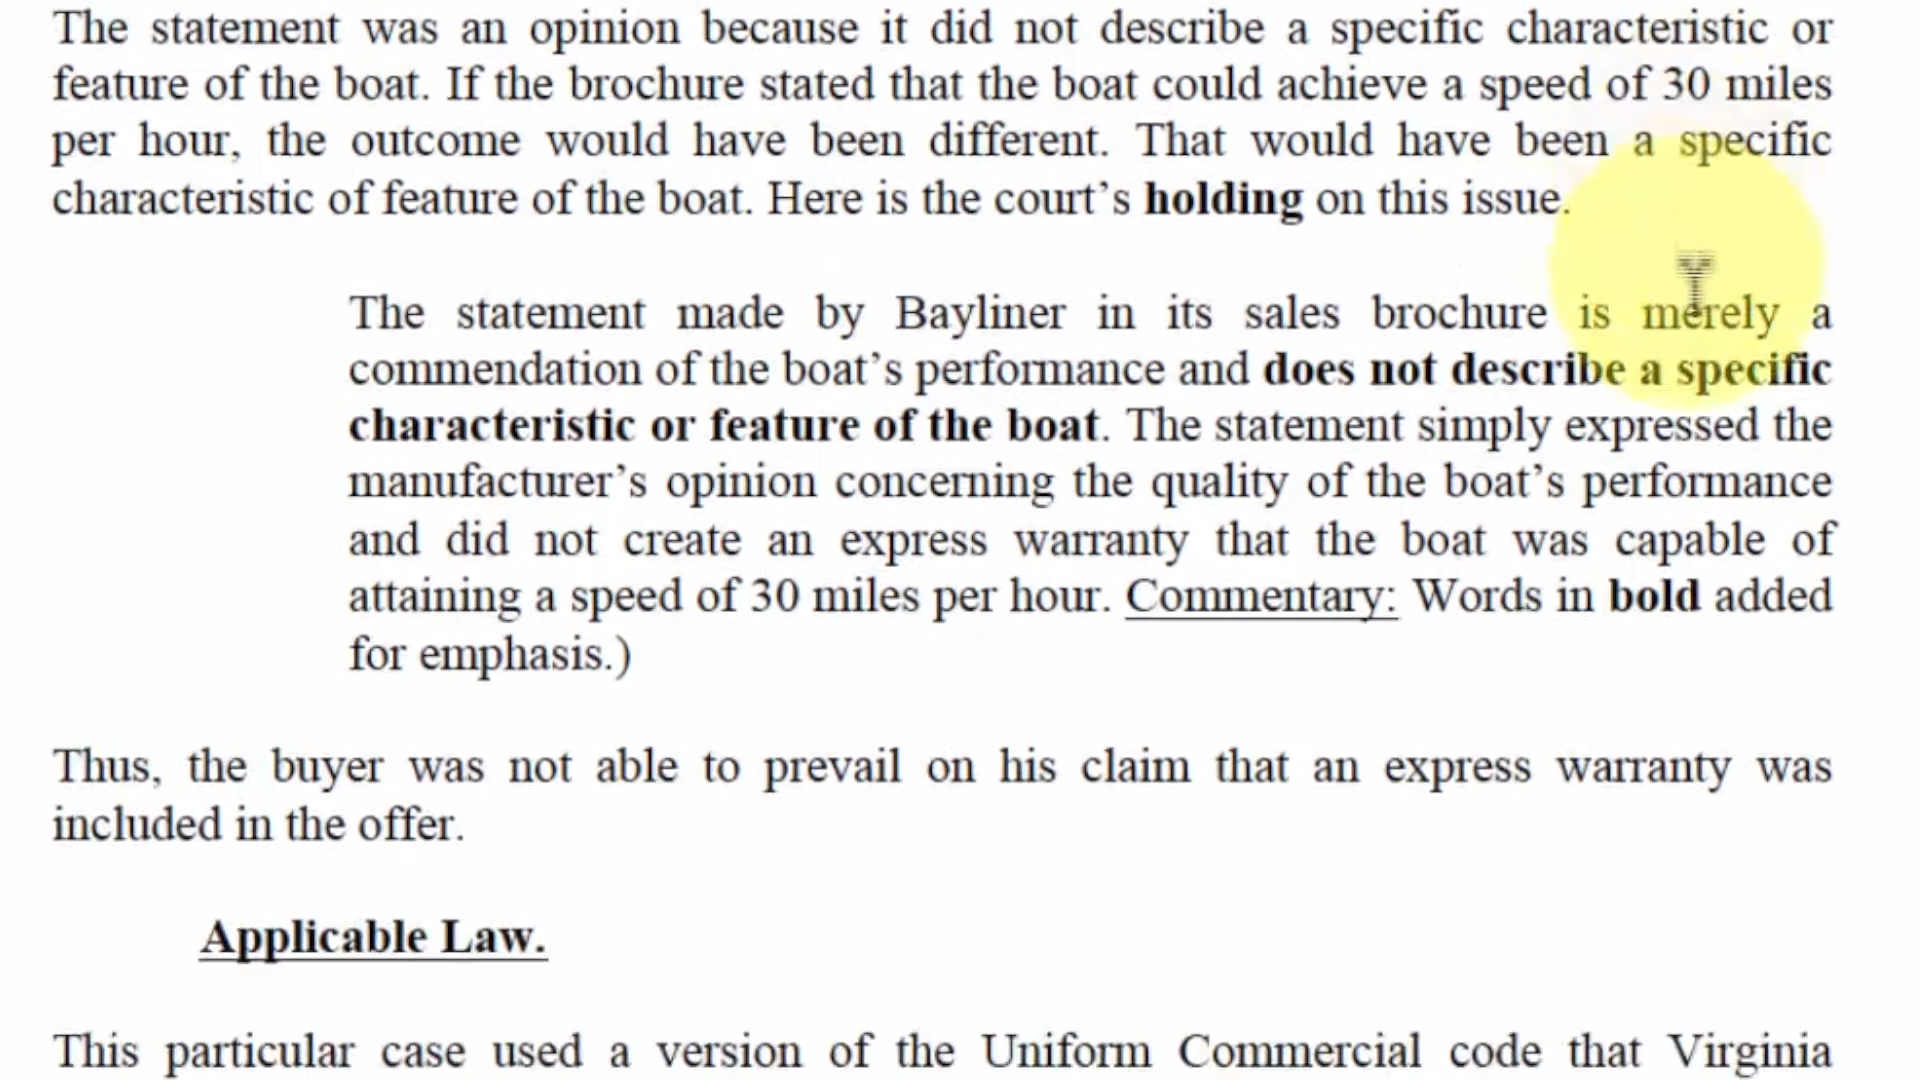 The statement was an opinion because it did not describe a specific characteristic or
feature of the boat. If the brochure stated that the boat could achieve a speed of 30 miles
per hour, the outcome would have been different. That would have been a specific
characteristic of feature of the boat. Here is the court’s holding on this issue.
The statement made by Bayliner in its sales brochure is merely a
commendation of the boat’s performance and does not describe a specific
characteristic or feature of the boat. The statement simply expressed the
manufacturer’s opinion concerning the quality of the boat’s performance
and did not create an express warranty that the boat was capable of
attaining a speed of 30 miles per hour. Commentary: Words in bold added
for emphasis.)
Thus, the buyer was not able to prevail on his claim that an express warranty was
included in the offer.
Applicable Law.
This particular case used a version of the Uniform Commercial code that Virginia